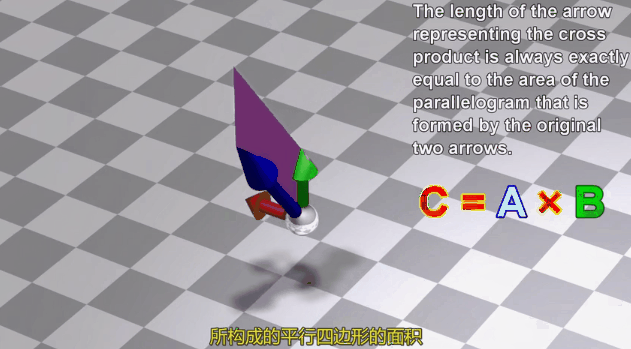 The length of the arrow
representing the cross
product is always exactly
equal to the area of the
parallelogram that is
formed by the original
two arrows.
C = A × B
所构成的平行四边形的面积